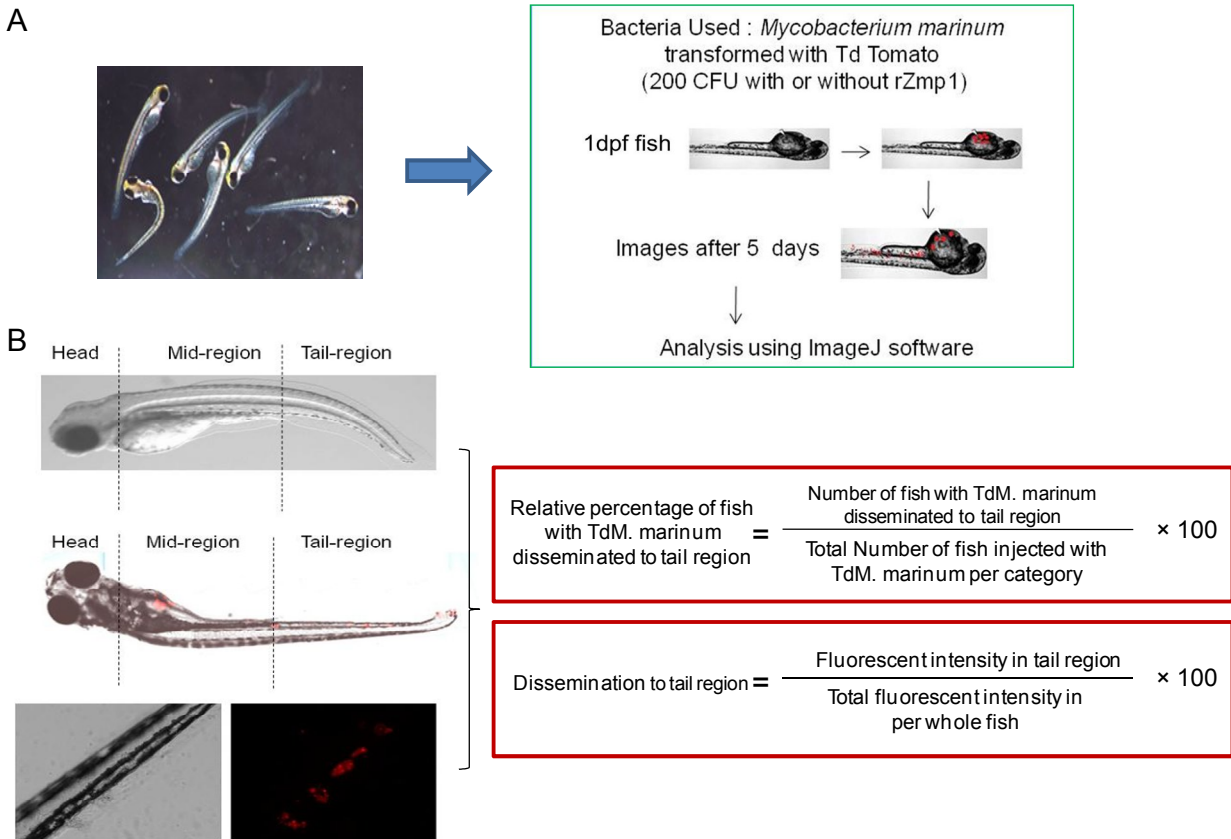 A
Bacteria Used : Mycobacterium marinum
transformed with Td Tomato
(200 CFU with or without rZmp1)
1dpf fish
Images after 5 days
Analysis using ImageJ software
B
Head Mid-region Tail-region
Head Mid-region Tail-region
Relative percentage of fish
with TdM. marinum
disseminated to tail region
=
Number of fish with TdM. marinum
disseminated to tail region
Total Number of fish injected with
TdM. marinum per category
× 100
Dissemination to tail region =
Fluorescent intensity in tail region
Total fluorescent intensity in
per whole fish
× 100